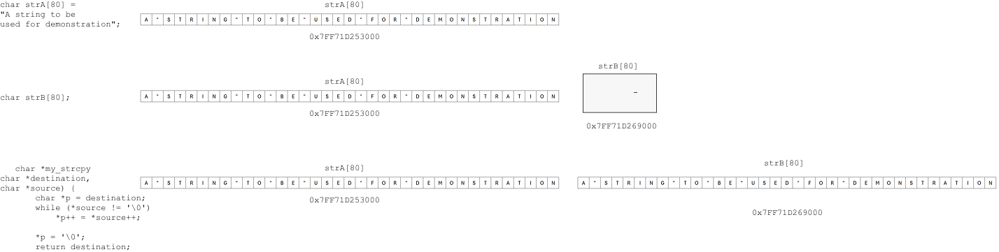 char strA[80] =
"A string to be
used for demonstration";
strA[80]
A " S T R I N G " T O " B E " U S E D " F O R " D E M O N S T R A T I O N
0x7FF71D253000
char strB[80];
strA[80]
A " S T R I N G " T O " B E " U S E D " F O R " D E M O N S T R A T I O N
0x7FF71D253000
strB[80]
–
0x7FF71D269000
char *my_strcpy
char *destination,
char *source) {
char *p = destination;
while (*source != '\0')
*p++ = *source++;
*p = '\0';
return destination;
strA[80]
A " S T R I N G " T O " B E " U S E D " F O R " D E M O N S T R A T I O N
0x7FF71D253000
strB[80]
A " S T R I N G " T O " B E " U S E D " F O R " D E M O N S T R A T I O N
0x7FF71D269000